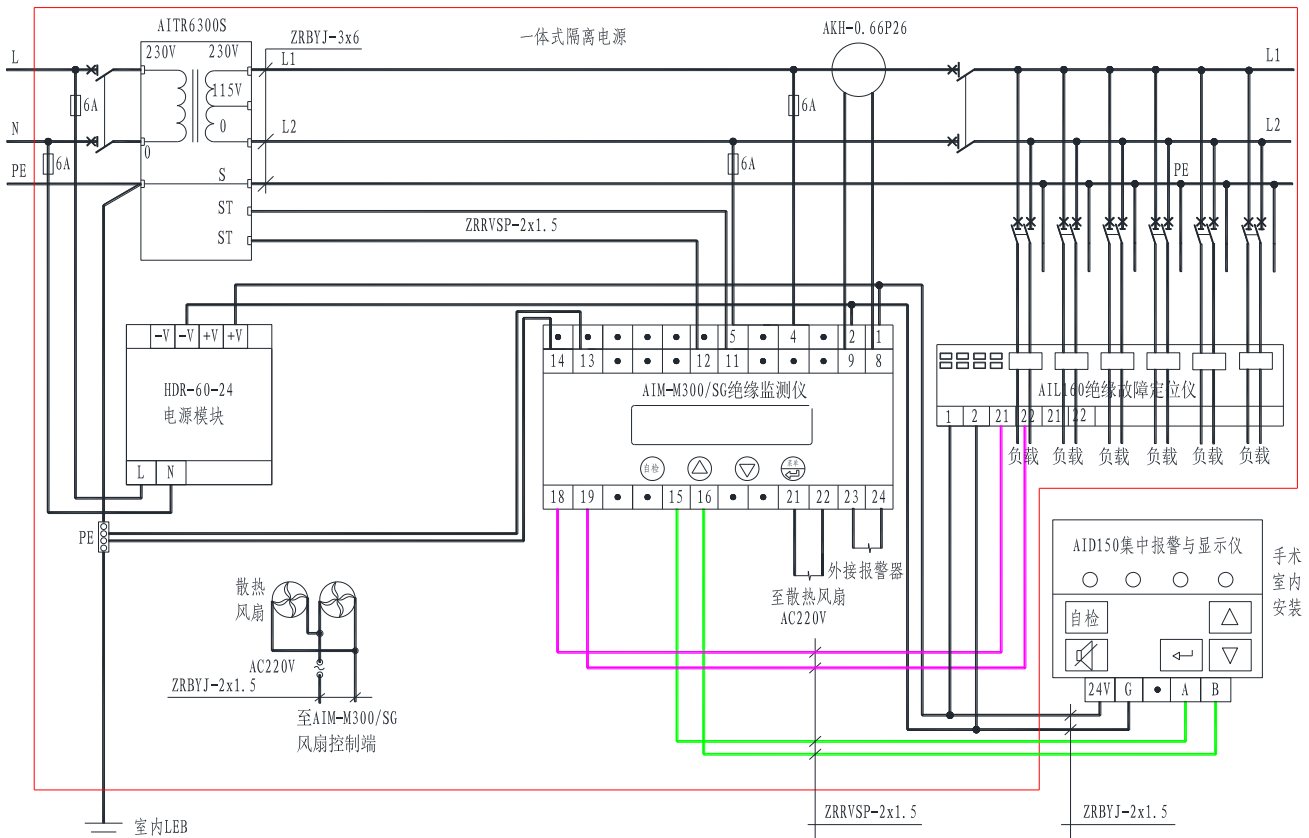 AITR6300S
ZRBYJ-3x6
一体式隔离电源
AKH-0.66P26
L
230V
230V
L1
L1
6A
115V
6A
N
0
L2
L2
0
6A
6A
PE
S
PE
ST
ZRRVSP-2x1.5
ST
-V -V +V +V
HDR-60-24
电源模块
L N
5 4 2 1
14 13 12 11 9 8
AIM-M300/SG绝缘监测仪
自检
菜单
18 19 15 16 21 22 23 24
AIL160绝缘故障定位仪
1 2 21 22 21 22
负载 负载 负载 负载 负载 负载
PE
外接报警器
至散热风扇
AC220V
散热
风扇
AC220V
ZRBYJ-2x1.5
至AIM-M300/SG
风扇控制端
AID150集中报警与显示仪
手术
室内
安装
自检
24V G A B
ZRRVSP-2x1.5
ZRBYJ-2x1.5
室内LEB